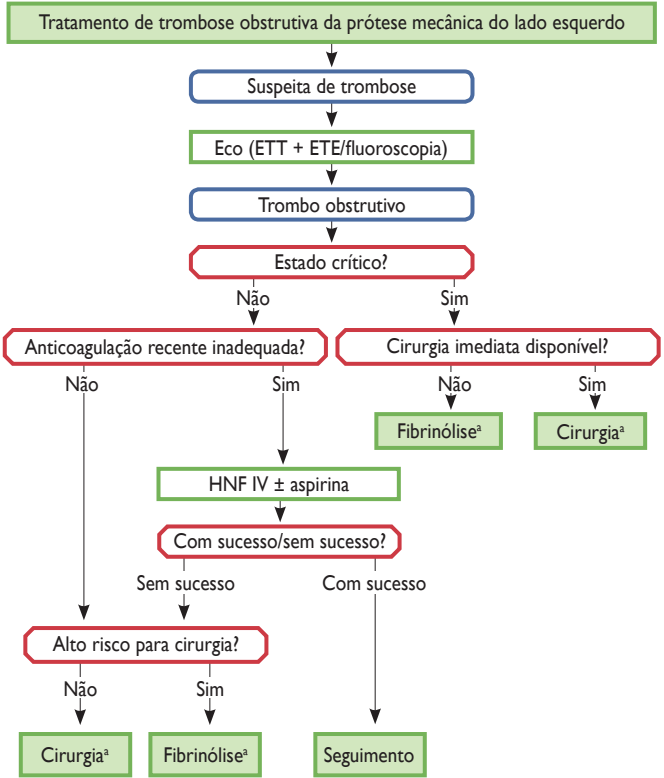 Tratamento de trombose obstrutiva da prótese mecânica do lado esquerdo
Suspeita de trombose
Eco (ETT + ETE/fluoroscopia)
Trombo obstrutivo
Estado crítico?
Não
Sim
Anticoagulação recente inadequada?
Cirurgia imediata disponível?
Não
Sim
Não
Sim
Fibrinóliseᵃ
Cirurgiaᵃ
HNF IV ± aspirina
Com sucesso/sem sucesso?
Sem sucesso
Com sucesso
Alto risco para cirurgia?
Não
Sim
Cirurgiaᵃ
Fibrinóliseᵃ
Seguimento